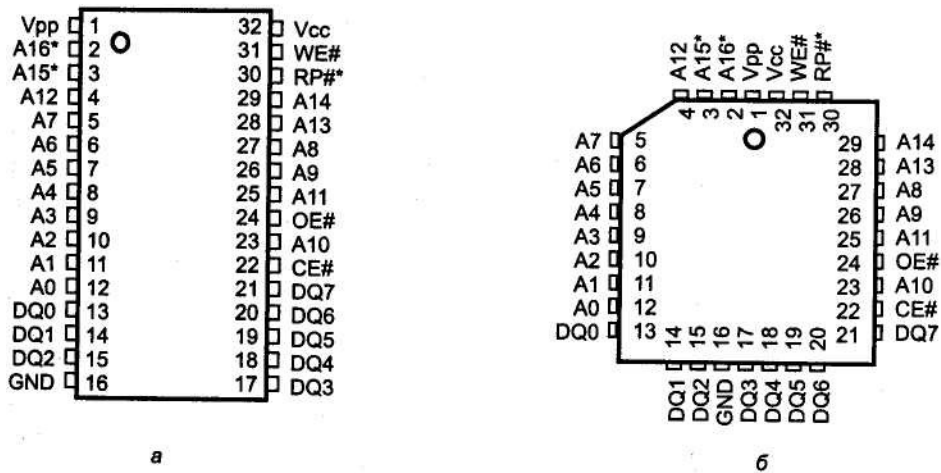 Vpp 1 32 Vcc
A16* 2 31 WE#
A15* 3 30 RP#*
A12 4 29 A14
A7 5 28 A13
A6 6 27 A8
A5 7 26 A9
A4 8 25 A11
A3 9 24 OE#
A2 10 23 A10
A1 11 22 CE#
A0 12 21 DQ7
DQ0 13 20 DQ6
DQ1 14 19 DQ5
DQ2 15 18 DQ4
GND 16 17 DQ3
а
A12 A15* A16* Vpp Vcc WE# RP#*
4 3 2 1 32 31 30
A7 5 29 A14
A6 6 28 A13
A5 7 27 A8
A4 8 26 A9
A3 9 25 A11
A2 10 24 OE#
A1 11 23 A10
A0 12 22 CE#
DQ0 13 21 DQ7
14 15 16 17 18 19 20
DQ1 DQ2 GND DQ3 DQ4 DQ5 DQ6
б